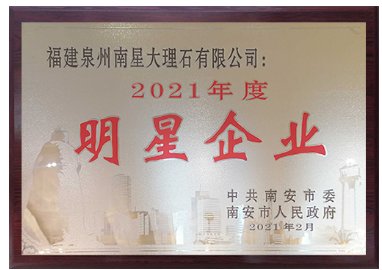 福建泉州南星大理石有限公司：
2021年度
明星企业
中共南安市委
南安市人民政府
2021年2月